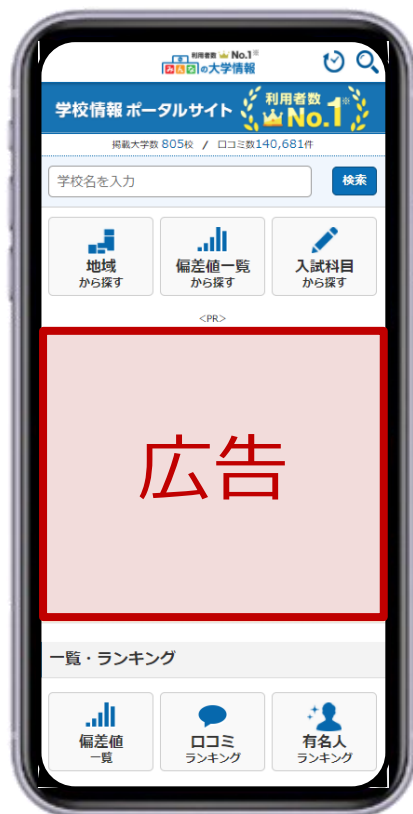 利用者数 No.1※
みんなの大学情報
学校情報 ポータルサイト
利用者数
No.1※
掲載大学数 805校 / 口コミ数140,681件
学校名を入力
検索
地域
から探す
偏差値一覧
から探す
入試科目
から探す
<PR>
広告
一覧・ランキング
偏差値
一覧
口コミ
ランキング
有名人
ランキング